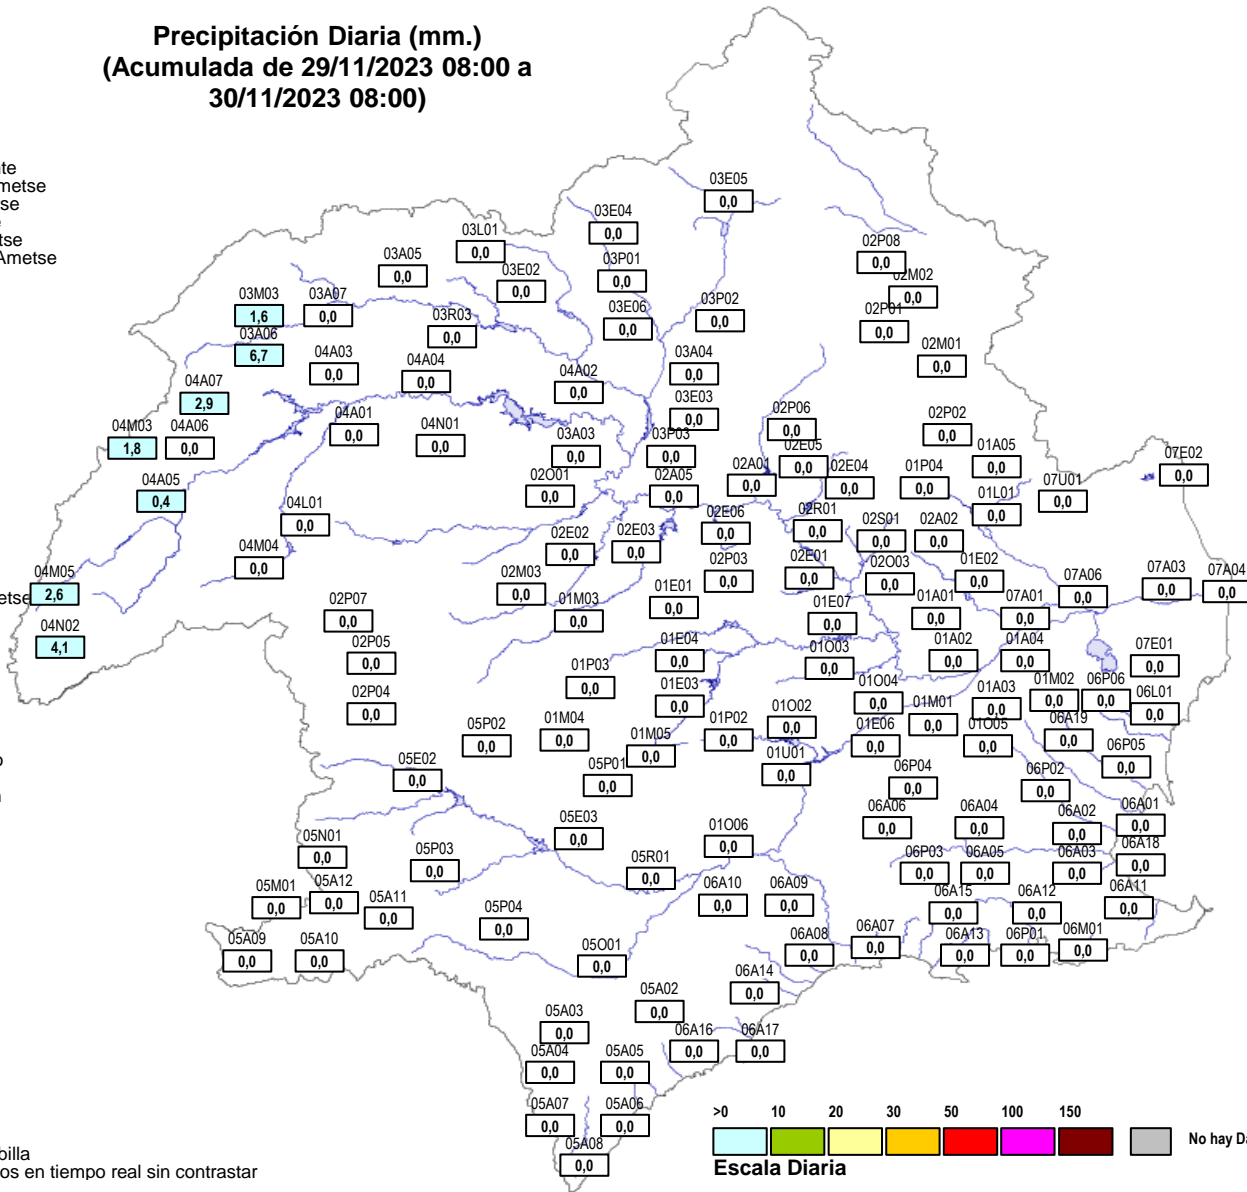 Precipitación Diaria (mm.)
(Acumulada de 29/11/2023 08:00 a
30/11/2023 08:00)
nte
metse
se
e
tse
Ametse
etse
o
n
billa
os en tiempo real sin contrastar
03E05
0,0
03E04
0,0
03L01
0,0
03A05
0,0
03E02
0,0
03P01
0,0
02P08
0,0
02M02
0,0
03M03
1,6
03A07
0,0
03R03
0,0
03E06
0,0
03P02
0,0
02P01
0,0
03A06
6,7
04A03
0,0
04A04
0,0
04A02
0,0
03A04
0,0
02M01
0,0
04A07
2,9
03E03
0,0
04M03
1,8
04A06
0,0
04A01
0,0
04N01
0,0
03A03
0,0
03P03
0,0
02P06
0,0
02P02
0,0
02E05
0,0
01A05
0,0
07E02
0,0
04A05
0,4
02O01
0,0
02A05
0,0
02A01
0,0
02E04
0,0
01P04
0,0
07U01
0,0
04L01
0,0
01L01
0,0
02E06
0,0
02R01
0,0
02S01
0,0
02A02
0,0
04M04
0,0
02E02
0,0
02E03
0,0
02P03
0,0
02E01
0,0
02O03
0,0
01E02
0,0
04M05
2,6
02M03
0,0
07A06
0,0
07A03
0,0
07A04
0,0
02P07
0,0
01M03
0,0
01E01
0,0
01E07
0,0
01A01
0,0
07A01
0,0
04N02
4,1
02P05
0,0
01E04
0,0
01O03
0,0
01A02
0,0
01A04
0,0
07E01
0,0
01P03
0,0
01E03
0,0
01O04
0,0
01A03
0,0
01M02
0,0
06P06
0,0
06L01
0,0
02P04
0,0
05P02
0,0
01M04
0,0
01M05
0,0
01P02
0,0
01O02
0,0
01E06
0,0
01M01
0,0
01O05
0,0
06A19
0,0
06P05
0,0
05E02
0,0
05P01
0,0
01U01
0,0
06P04
0,0
06P02
0,0
05E03
0,0
01O06
0,0
06A06
0,0
06A04
0,0
06A02
0,0
06A01
0,0
05N01
0,0
05P03
0,0
05R01
0,0
06P03
0,0
06A05
0,0
06A03
0,0
06A18
0,0
05M01
0,0
05A12
0,0
05A11
0,0
05P04
0,0
06A10
0,0
06A09
0,0
06A15
0,0
06A12
0,0
06A11
0,0
05A09
0,0
05A10
0,0
05O01
0,0
06A08
0,0
06A07
0,0
06A13
0,0
06P01
0,0
06M01
0,0
06A14
0,0
05A02
0,0
05A03
0,0
06A16
0,0
06A17
0,0
05A04
0,0
05A05
0,0
05A07
0,0
05A06
0,0
05A08
0,0
>0 10 20 30 50 100 150
No hay Da
Escala Diaria